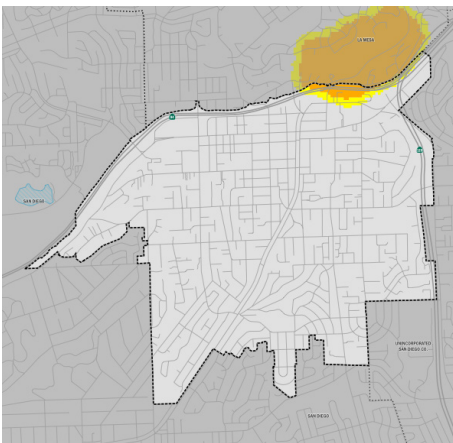 LA MESA
SAN DIEGO
UNINCORPORATED
SAN DIEGO CO.
SAN DIEGO